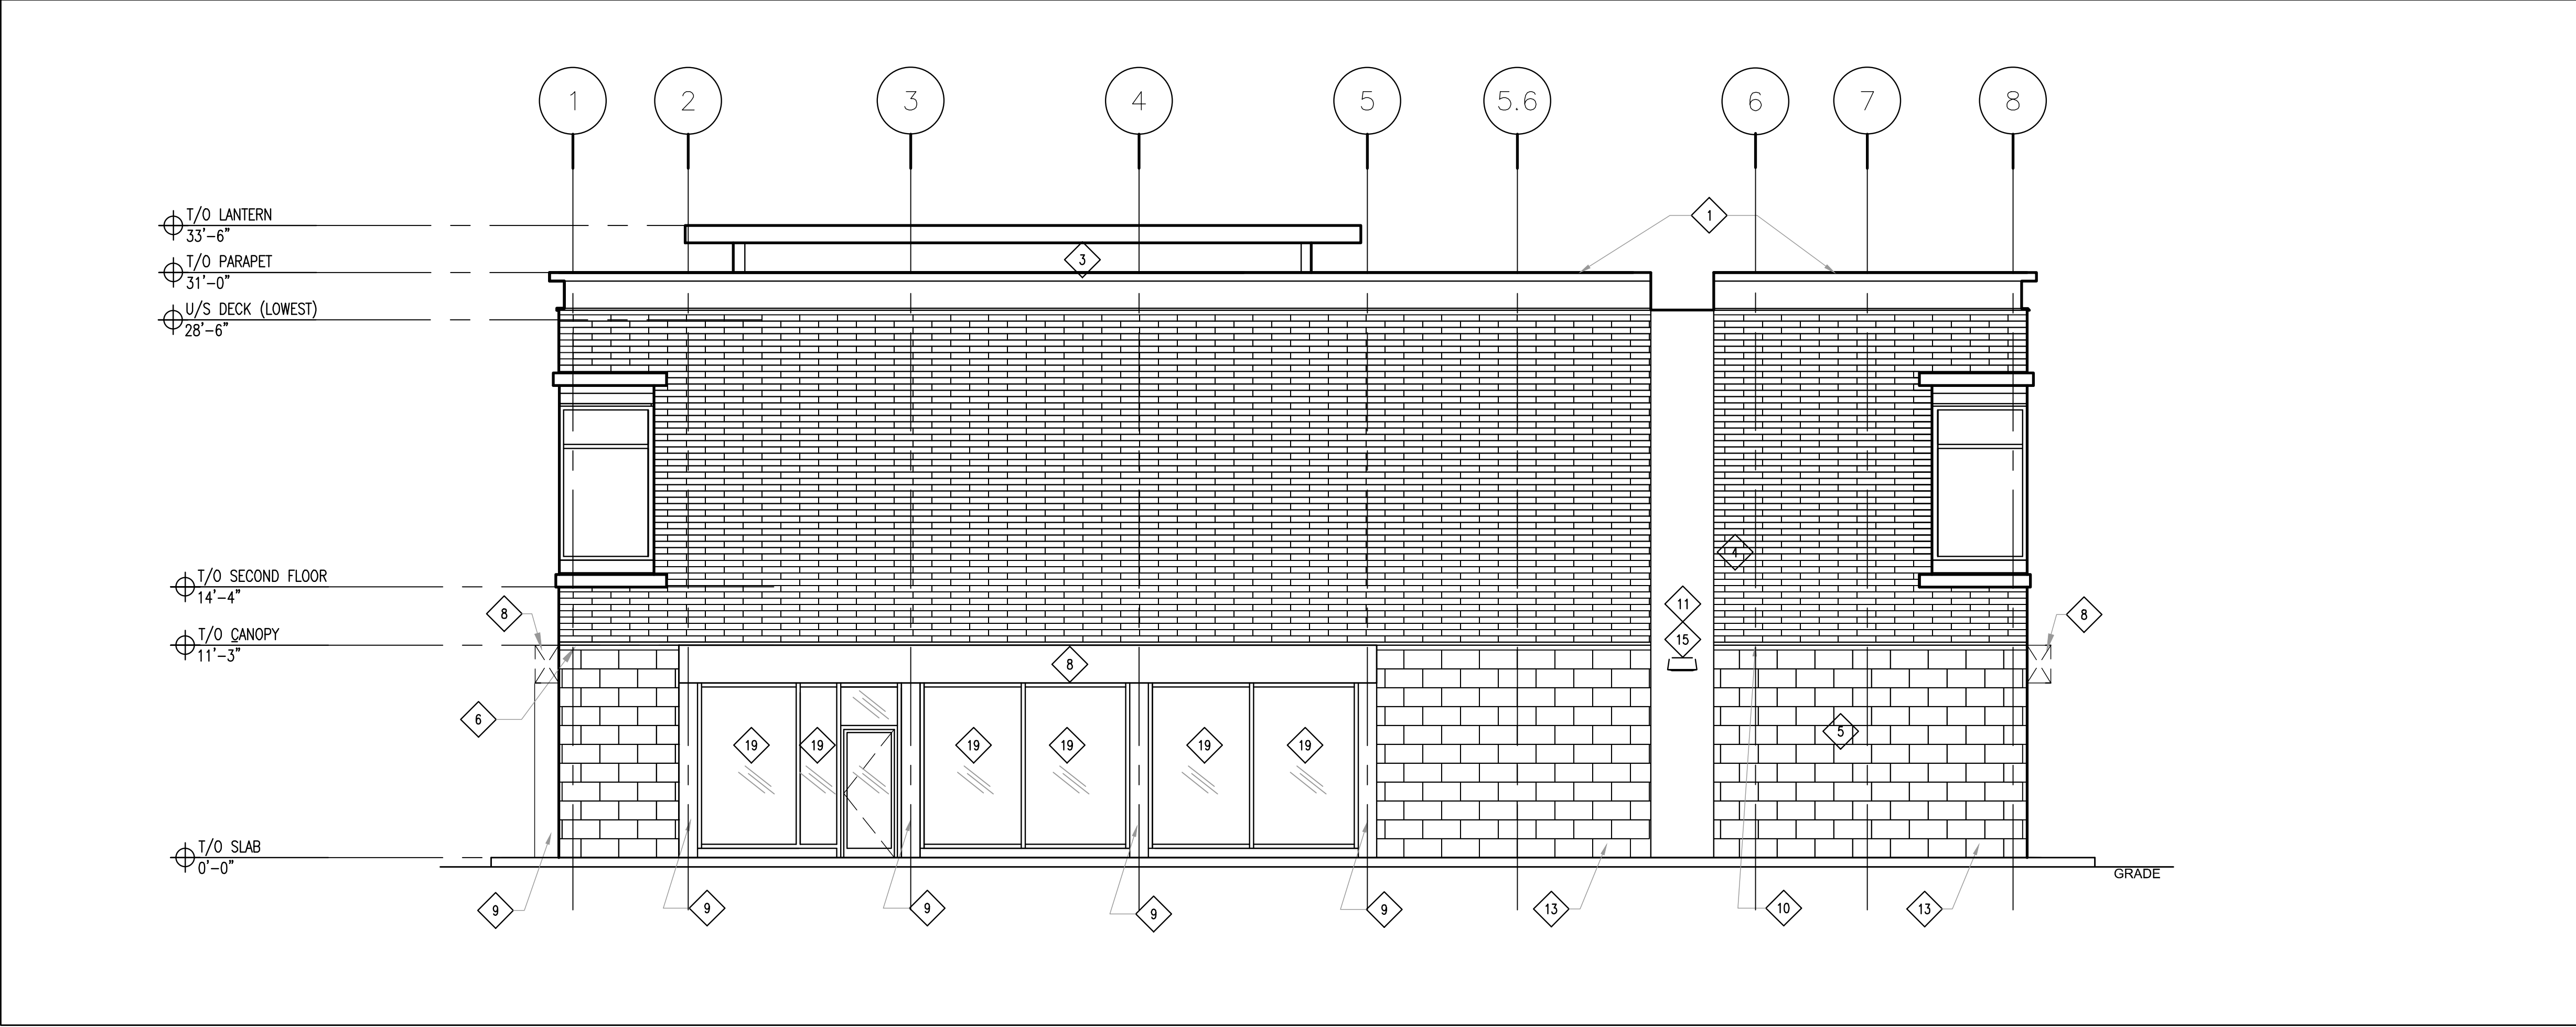 1 2 3 4 5 5.6 6 7 8
T/O LANTERN
33'-6"
1
T/O PARAPET
31'-0"
3
U/S DECK (LOWEST)
28'-6"
4
T/O SECOND FLOOR
14'-4"
8
11
8
T/O CANOPY
11'-3"
15
8
6
5
19 19 19 19 19 19
T/O SLAB
0'-0"
GRADE
9 9 9 9 9 13 10 13